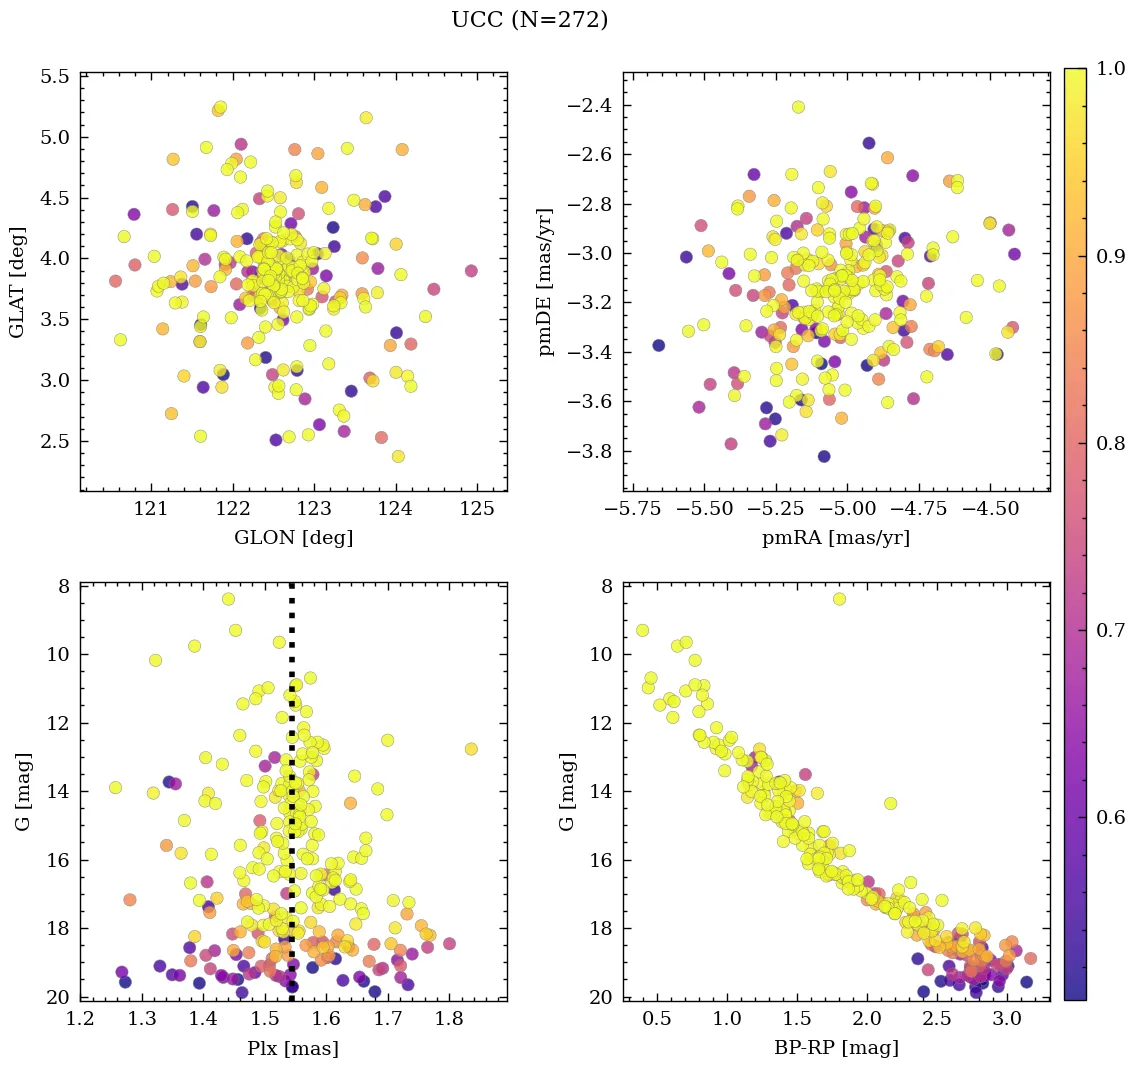 UCC (N=272)
5.5
5.0
4.5
4.0
3.5
3.0
2.5
GLAT [deg]
121 122 123 124 125
GLON [deg]
−2.4
−2.6
−2.8
−3.0
−3.2
−3.4
−3.6
−3.8
pmDE [mas/yr]
−5.75 −5.50 −5.25 −5.00 −4.75 −4.50
pmRA [mas/yr]
8
10
12
14
16
18
20
G [mag]
1.2 1.3 1.4 1.5 1.6 1.7 1.8
Plx [mas]
8
10
12
14
16
18
20
G [mag]
0.5 1.0 1.5 2.0 2.5 3.0
BP-RP [mag]
1.0
0.9
0.8
0.7
0.6